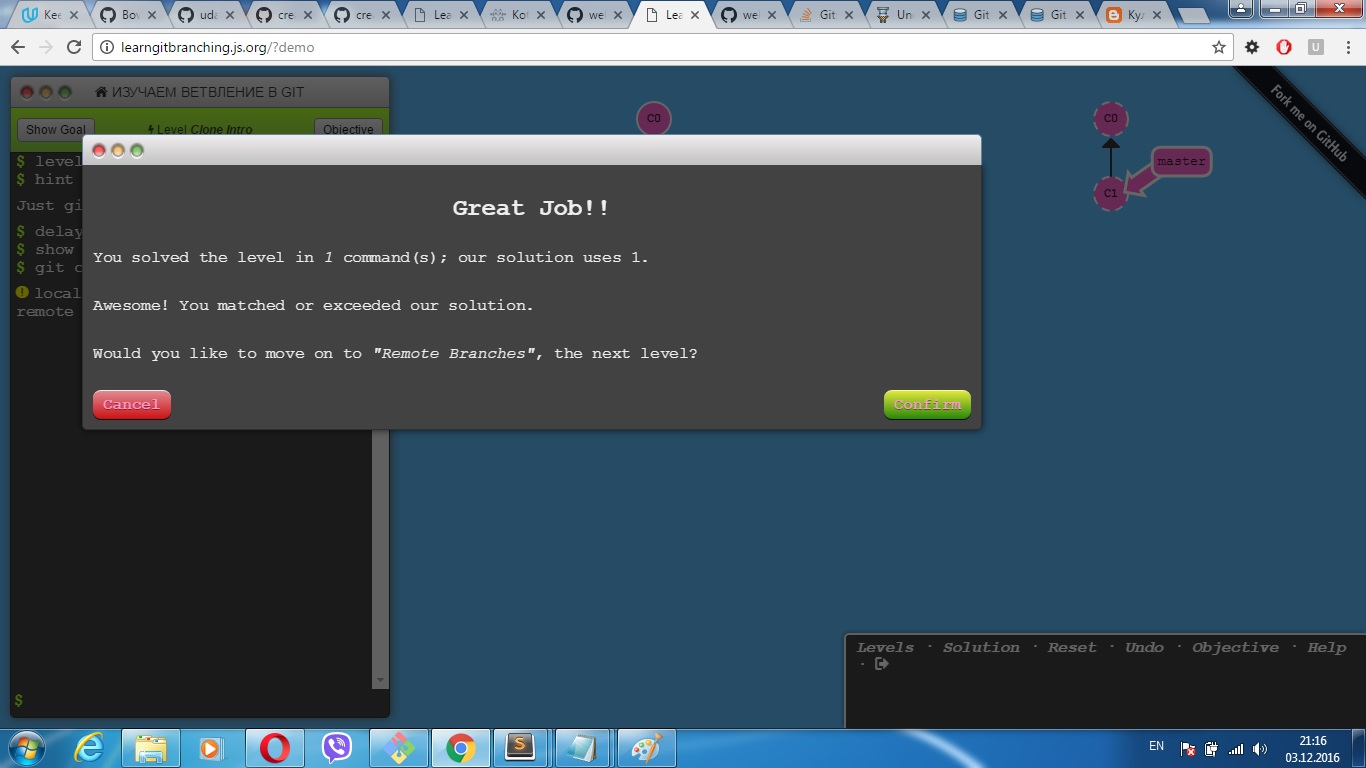 Kee
Bo
uda
cre
cre
Lea
Kot
wel
Lea
wel
Git
Un
Git
Git
Кул
learngitbranching.js.org/?demo
ИЗУЧАЕМ ВЕТВЛЕНИЕ В GIT
Show Goal
Level Clone Intro
Objective
$ level
$ hint
Just gi
$ delay
$ show
$ git c
local
remote
$
C0
C0
master
C1
Fork me on GitHub
Great Job!!
You solved the level in 1 command(s); our solution uses 1.
Awesome! You matched or exceeded our solution.
Would you like to move on to "Remote Branches", the next level?
Cancel
Confirm
Levels · Solution · Reset · Undo · Objective · Help
·
EN
21:16
03.12.2016